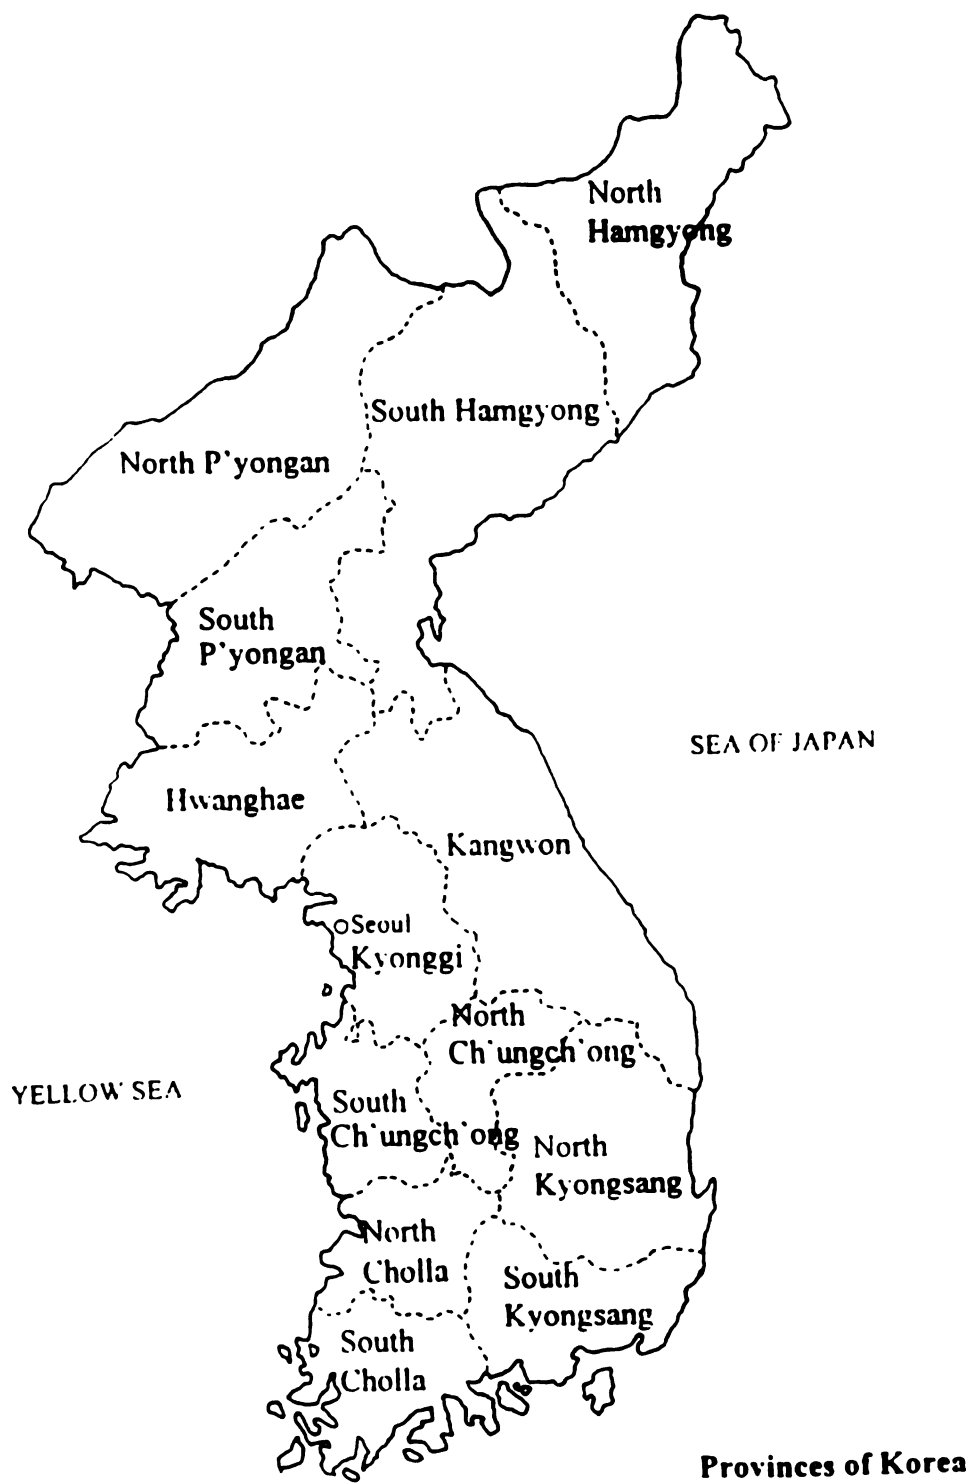 North
Hamgyong
South Hamgyong
North P'yongan
South
P'yongan
SEA OF JAPAN
Hwanghae
Kangwon
Seoul
Kyonggi
North
Ch'ungch'ong
YELLOW SEA
South
Ch'ungch'ong
North
Kyongsang
North
Cholla
South
Kyongsang
South
Cholla
Provinces of Korea